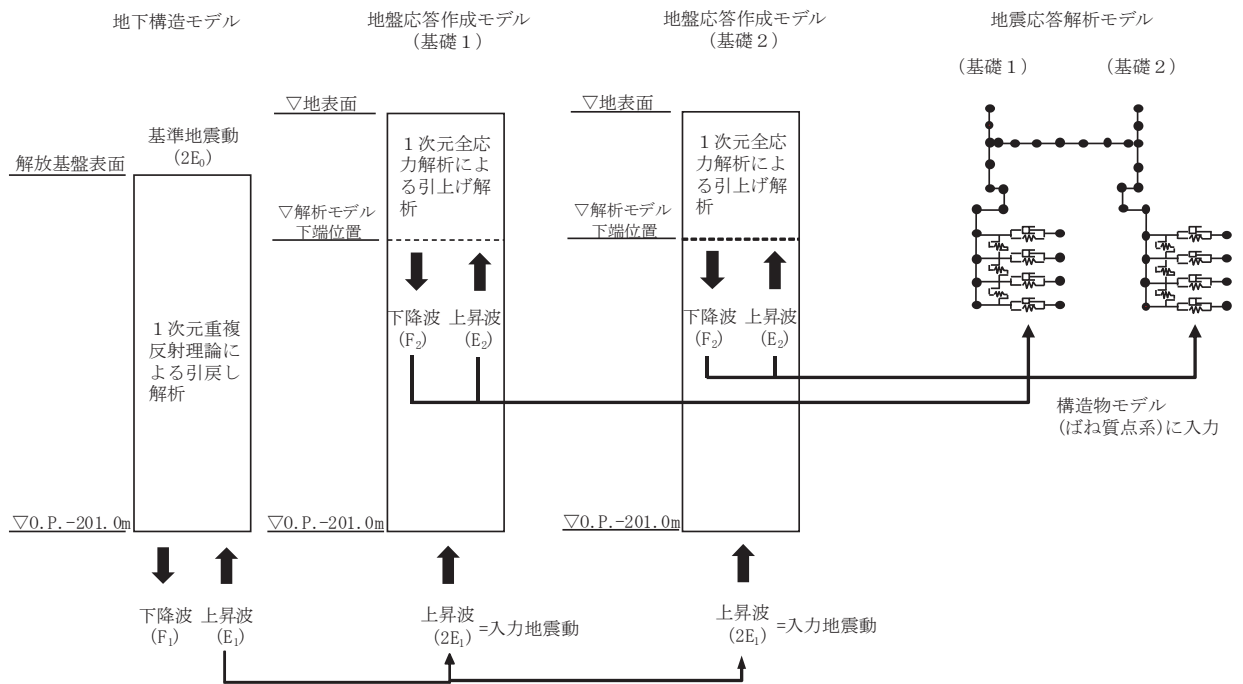 地下構造モデル
基準地震動
(2E₀)
解放基盤表面
1次元重複
反射理論に
よる引戻し
解析
▽O.P.-201.0m
下降波
(F₁)
上昇波
(E₁)
地盤応答作成モデル
(基礎1)
▽地表面
1次元全応
力解析によ
る引上げ解
析
▽解析モデル
下端位置
下降波
(F₂)
上昇波
(E₂)
▽O.P.-201.0m
上昇波
(2E₁)
=入力地震動
地盤応答作成モデル
(基礎2)
▽地表面
1次元全応
力解析によ
る引上げ解
析
▽解析モデル
下端位置
下降波
(F₂)
上昇波
(E₂)
▽O.P.-201.0m
上昇波
(2E₁)
=入力地震動
地震応答解析モデル
(基礎1)
(基礎2)
構造物モデル
(ばね質点系)に入力